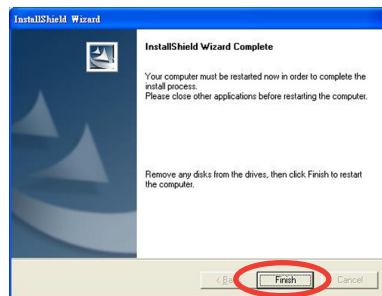 InstallShield Wizard
InstallShield Wizard Complete
Your computer must be restarted now in order to complete the
install process.
Please close other applications before restarting the computer.
Remove any disks from the drives, then click Finish to restart
the computer.
< Ba
Finish
Cancel